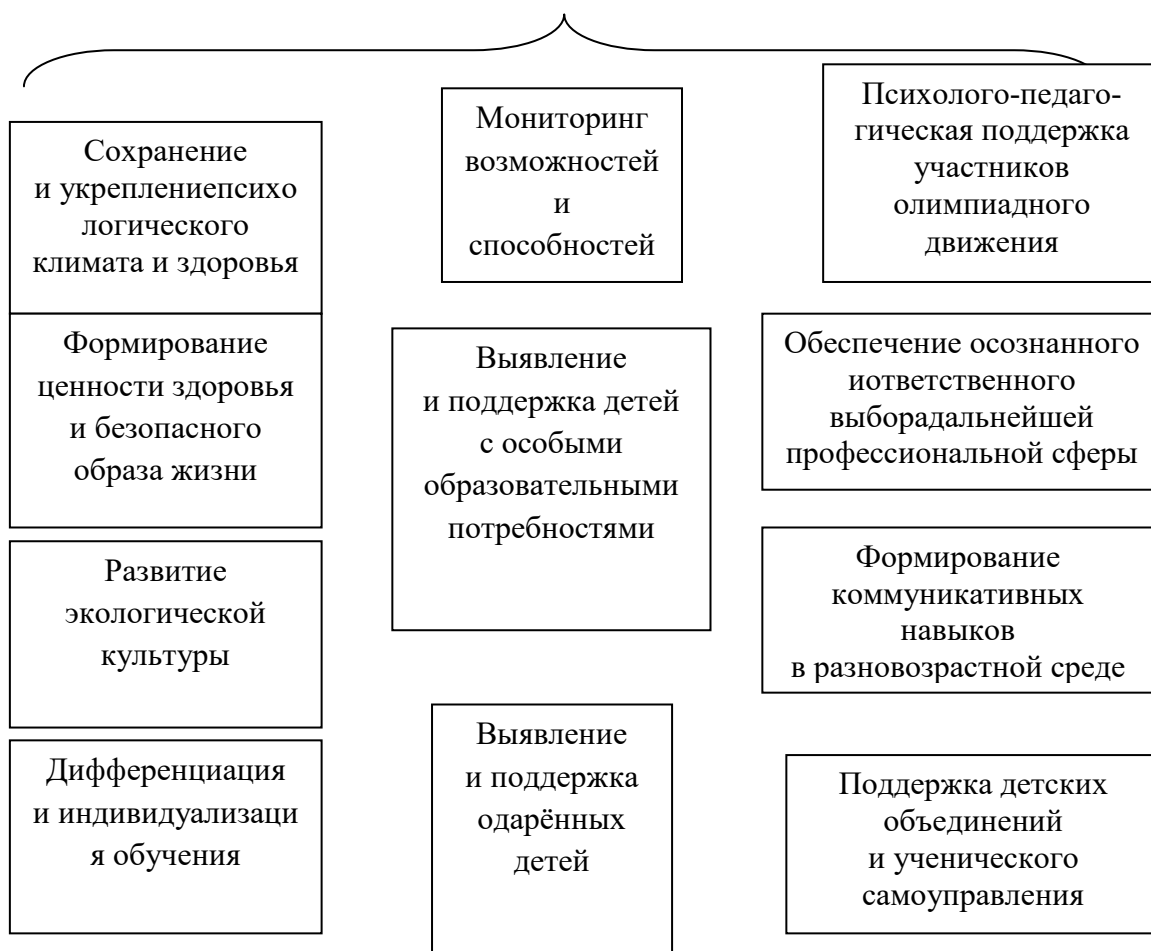 Сохранение
и укреплениепсихо
логического
климата и здоровья
Формирование
ценности здоровья
и безопасного
образа жизни
Развитие
экологической
культуры
Дифференциация
и индивидуализаци
я обучения
Мониторинг
возможностей
и
способностей
Выявление
и поддержка детей
с особыми
образовательными
потребностями
Выявление
и поддержка
одарённых
детей
Психолого-педаго-
гическая поддержка
участников
олимпиадного
движения
Обеспечение осознанного
иответственного
выборадальнейшей
профессиональной сферы
Формирование
коммуникативных
навыков
в разновозрастной среде
Поддержка детских
объединений
и ученического
самоуправления